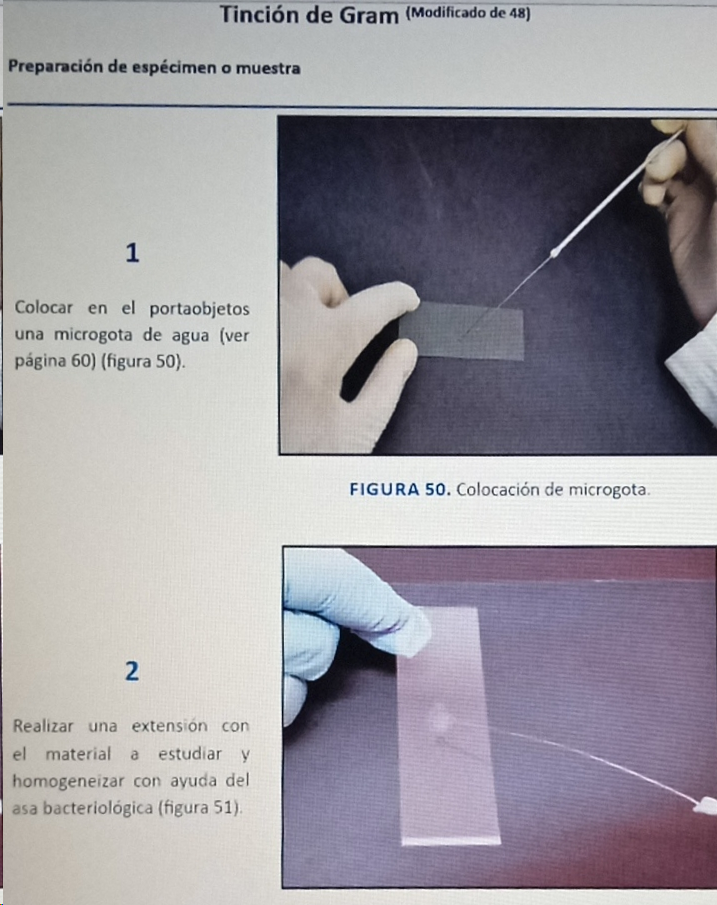 Tinción de Gram (Modificado de 48)
Preparación de espécimen o muestra
1
Colocar en el portaobjetos
una microgota de agua (ver
página 60) (figura 50).
FIGURA 50. Colocación de microgota.
2
Realizar una extensión con
el material a estudiar y
homogeneizar con ayuda del
asa bacteriológica (figura 51).